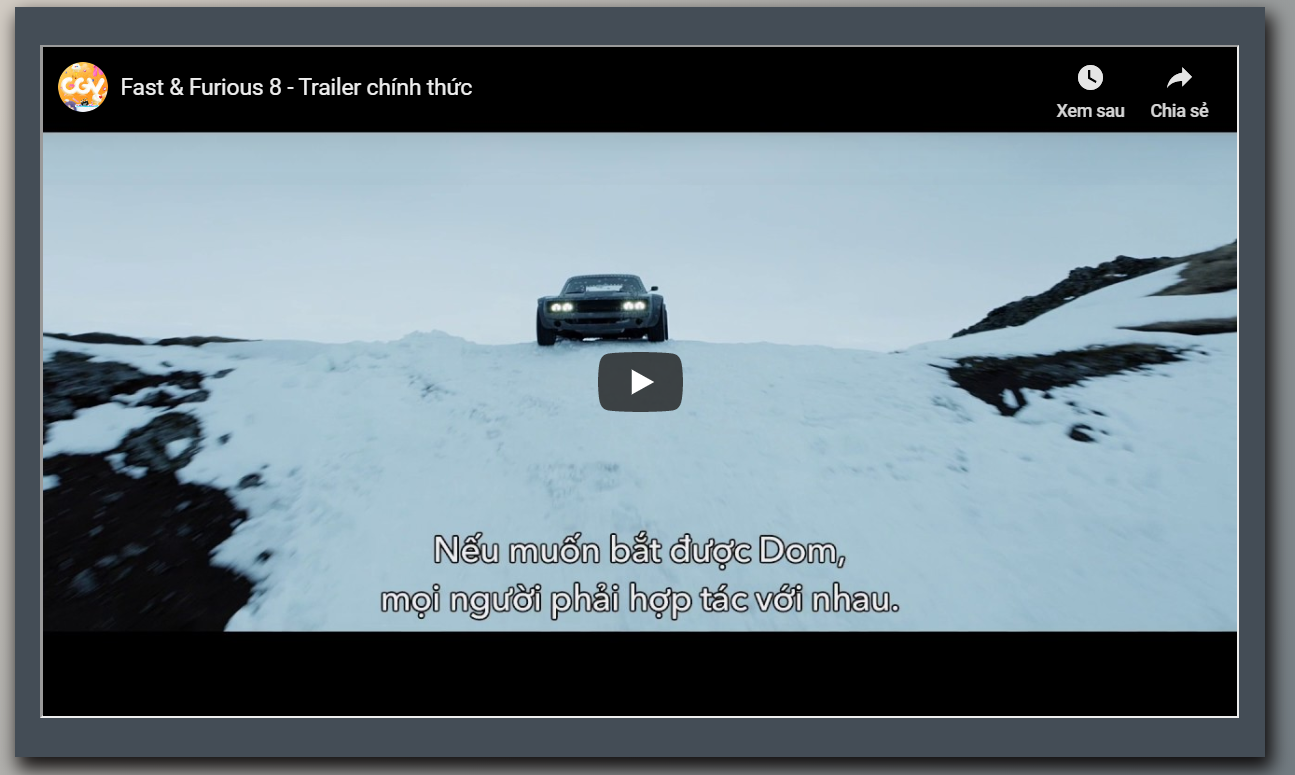 CGV
Fast & Furious 8 - Trailer chính thức
Xem sau
Chia sẻ
Nếu muốn bắt được Dom,
mọi người phải hợp tác với nhau.